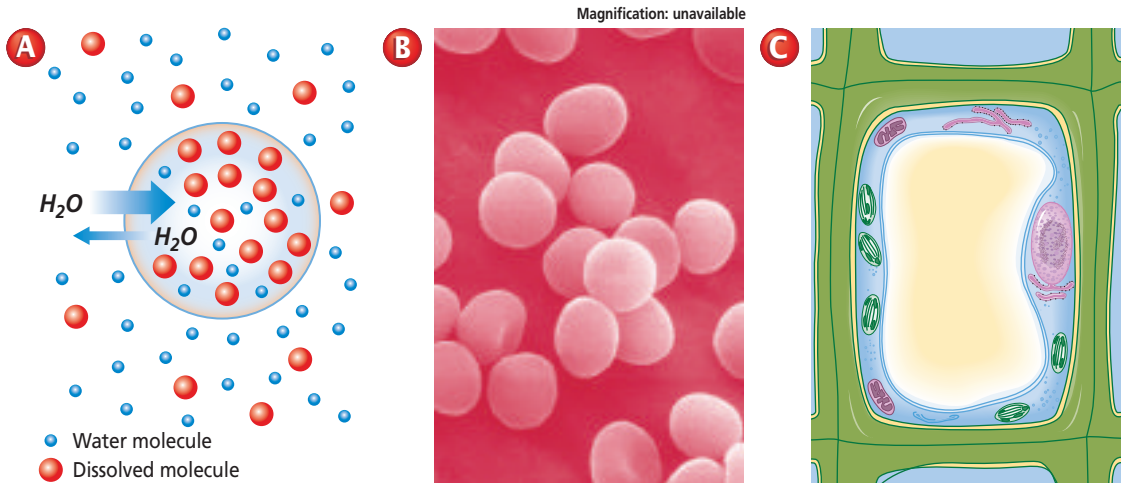 Magnification: unavailable
A
B
C
H2O
H2O
Water molecule
Dissolved molecule